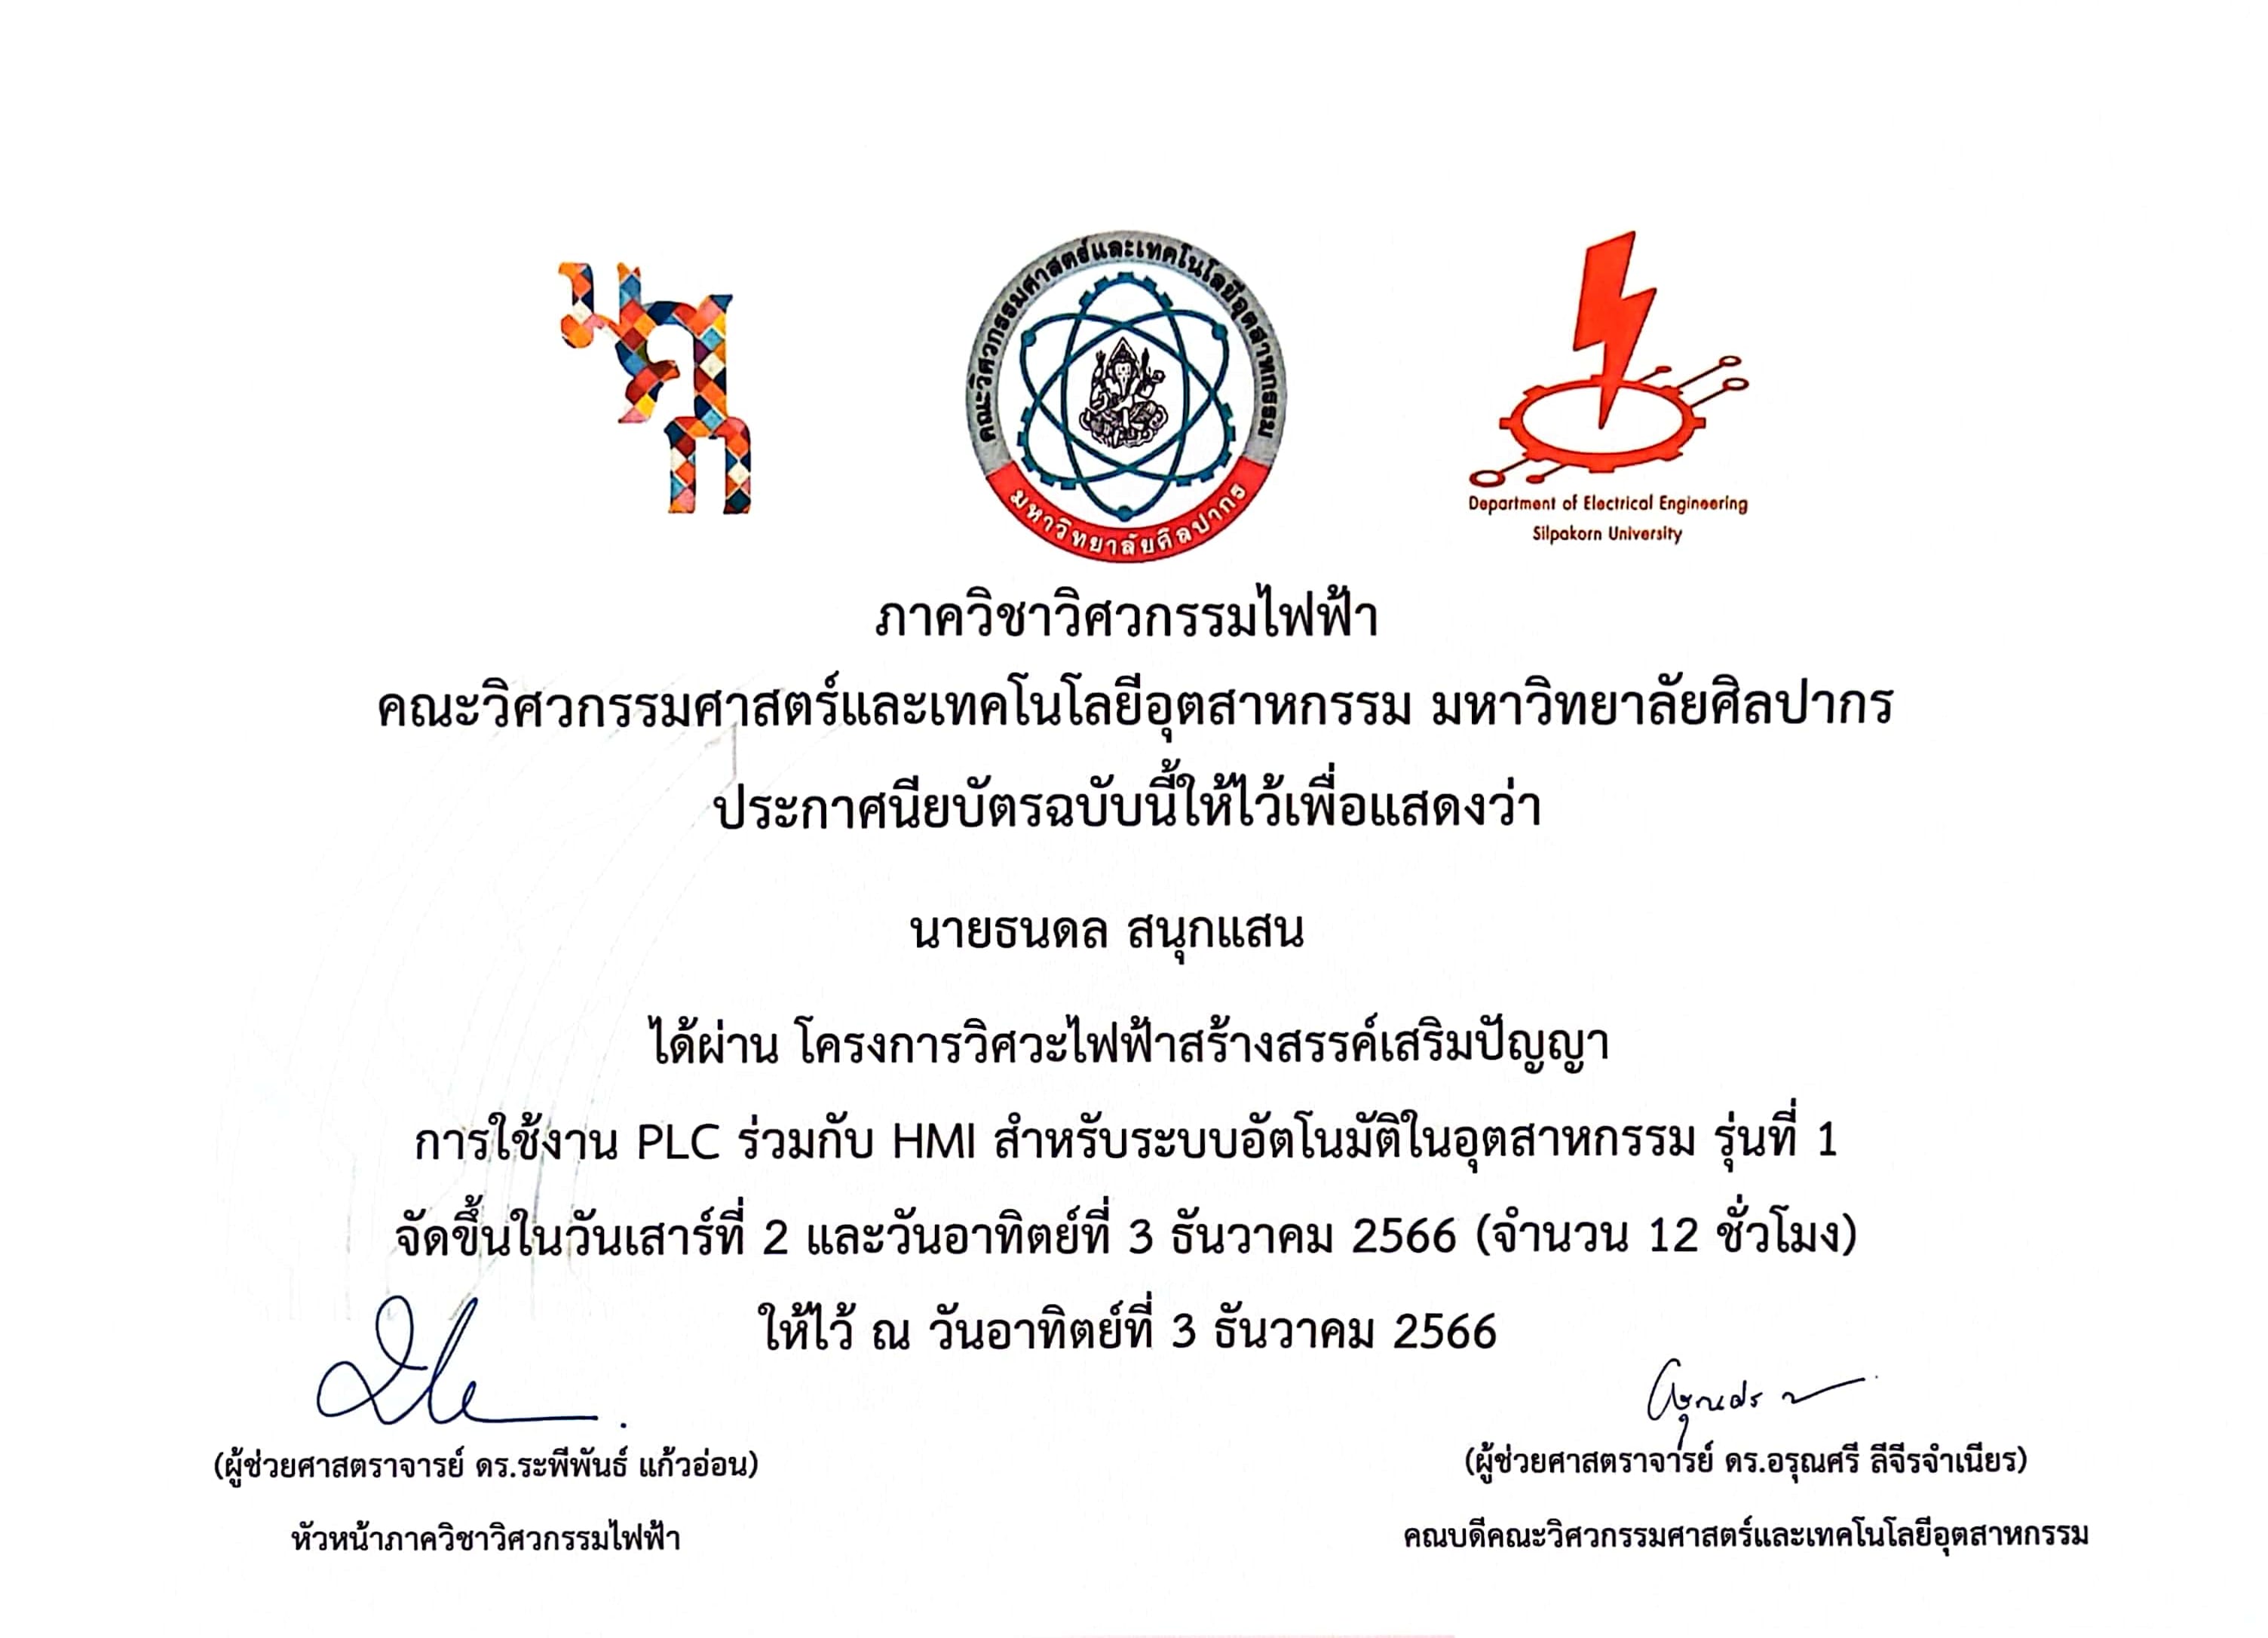 มศก
คณะวิศวกรรมศาสตร์และเทคโนโลยีอุตสาหกรรม
มหาวิทยาลัยศิลปากร
Department of Electrical Engineering
Silpakorn University
ภาควิชาวิศวกรรมไฟฟ้า
คณะวิศวกรรมศาสตร์และเทคโนโลยีอุตสาหกรรม มหาวิทยาลัยศิลปากร
ประกาศนียบัตรฉบับนี้ให้ไว้เพื่อแสดงว่า
นายธนดล สนุกแสน
ได้ผ่าน โครงการวิศวะไฟฟ้าสร้างสรรค์เสริมปัญญา
การใช้งาน PLC ร่วมกับ HMI สำหรับระบบอัตโนมัติในอุตสาหกรรม รุ่นที่ 1
จัดขึ้นในวันเสาร์ที่ 2 และวันอาทิตย์ที่ 3 ธันวาคม 2566 (จำนวน 12 ชั่วโมง)
ให้ไว้ ณ วันอาทิตย์ที่ 3 ธันวาคม 2566
(ผู้ช่วยศาสตราจารย์ ดร.ระพีพันธ์ แก้วอ่อน)
หัวหน้าภาควิชาวิศวกรรมไฟฟ้า
(ผู้ช่วยศาสตราจารย์ ดร.อรุณศรี ลีจีรจำเนียร)
คณบดีคณะวิศวกรรมศาสตร์และเทคโนโลยีอุตสาหกรรม